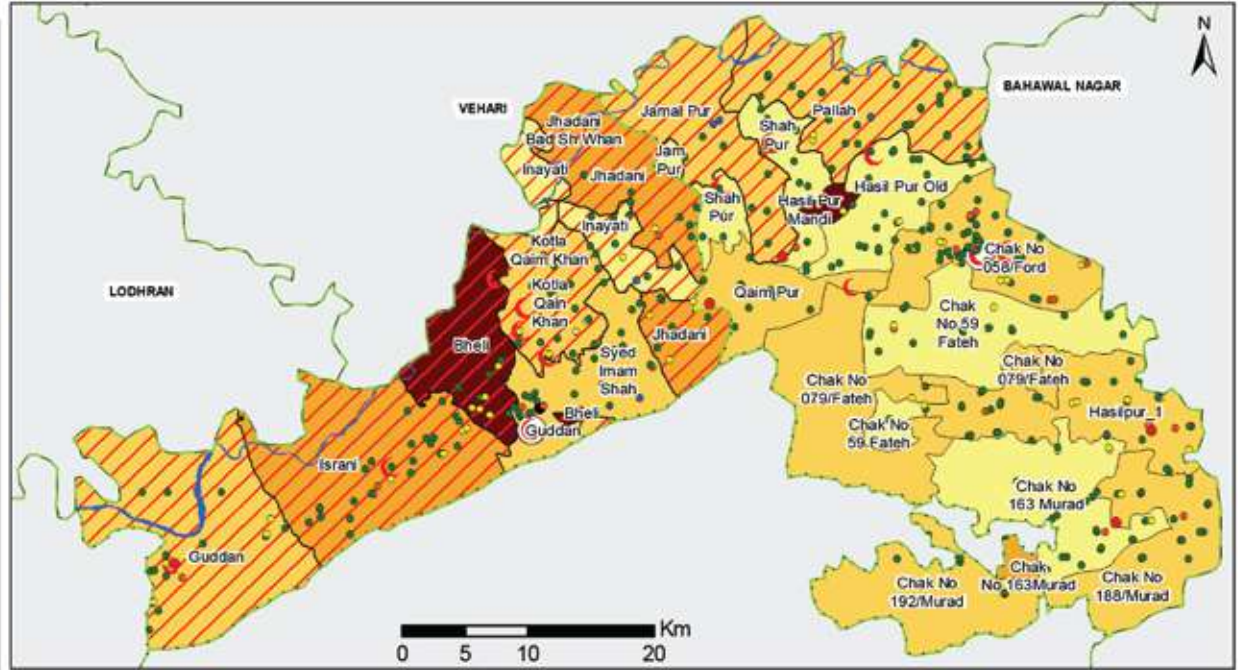 N
BAHAWAL NAGAR
VEHARI
LODHRAN
Jhadani
Bad Sh Whan
Jamal Pur
Pallah
Shah
Pur
Jam
Pur
Inayati
Jhadani
Hasil Pur Old
Shah
Pur
Hasil Pur
Mandi
Inayati
Kotla
Qaim Khan
Chak No
058/Ford
Kotla
Qain
Khan
Qaim Pur
Chak
No 59
Fateh
Bheli
Jhadani
Syed
Imam
Shah
Chak No
079/Fateh
Chak No
079/Fateh
Hasilpur_1
Bheli
Guddan
Chak No
59 Fateh
Israni
Chak No
163 Murad
Guddan
Chak No
192/Murad
Chak
No 163Murad
Chak No
188/Murad
Km
0 5 10 20